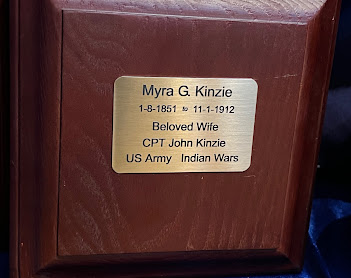 Myra G. Kinzie
1-8-1851 to 11-1-1912
Beloved Wife
CPT John Kinzie
US Army Indian Wars